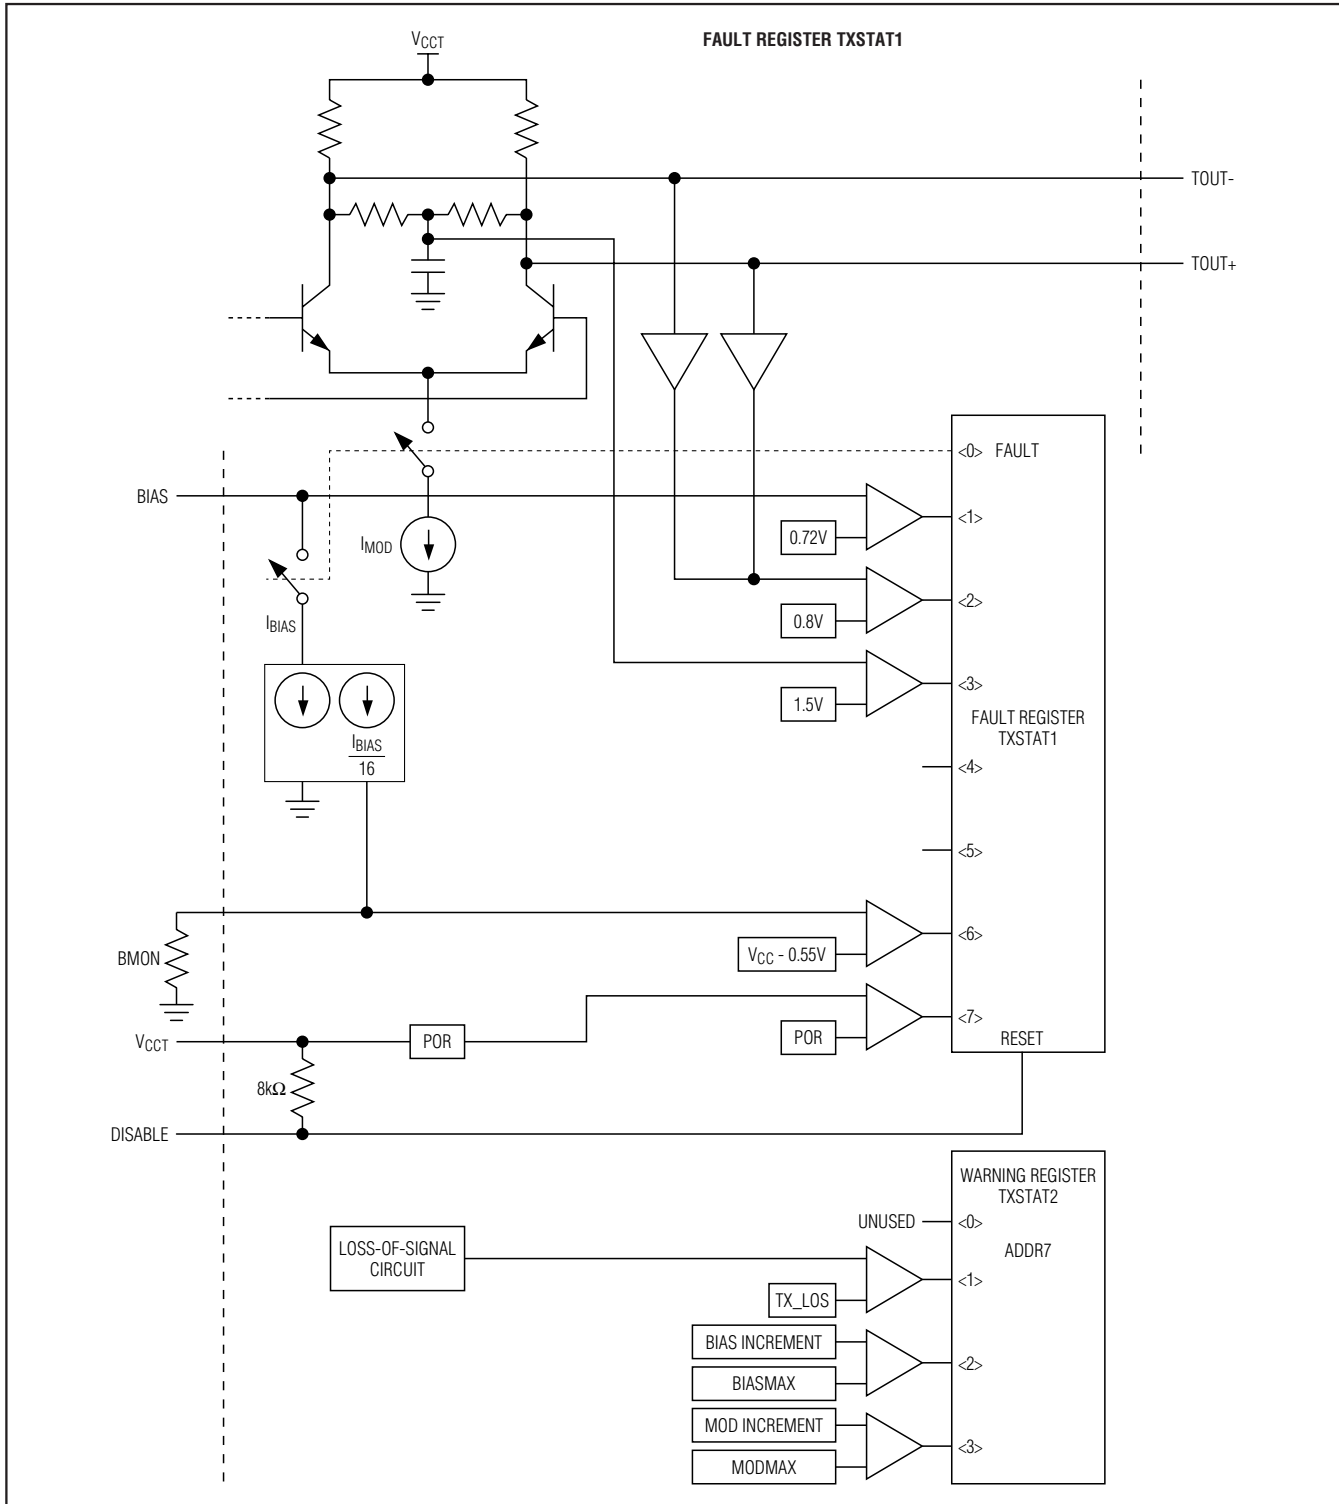 FAULT REGISTER TXSTAT1
VCCT
TOUT-
TOUT+
<0> FAULT
BIAS
<1>
0.72V
IMOD
<2>
0.8V
IBIAS
<3>
1.5V
FAULT REGISTER
TXSTAT1
IBIAS
16
<4>
<5>
<6>
VCC - 0.55V
BMON
<7>
VCCT
POR
POR
RESET
8kΩ
DISABLE
WARNING REGISTER
TXSTAT2
UNUSED
<0>
ADDR7
LOSS-OF-SIGNAL
CIRCUIT
<1>
TX_LOS
BIAS INCREMENT
<2>
BIASMAX
MOD INCREMENT
<3>
MODMAX